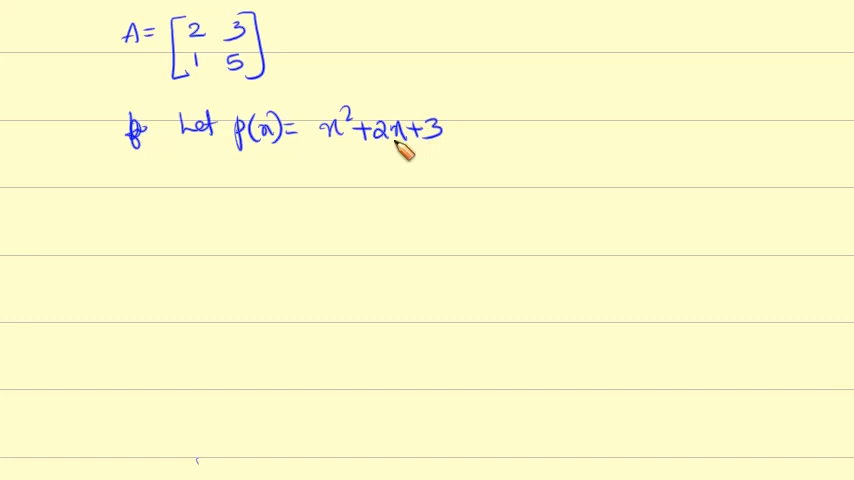 A = [2 3
1 5]
Let p(x) = x² + 2x + 3